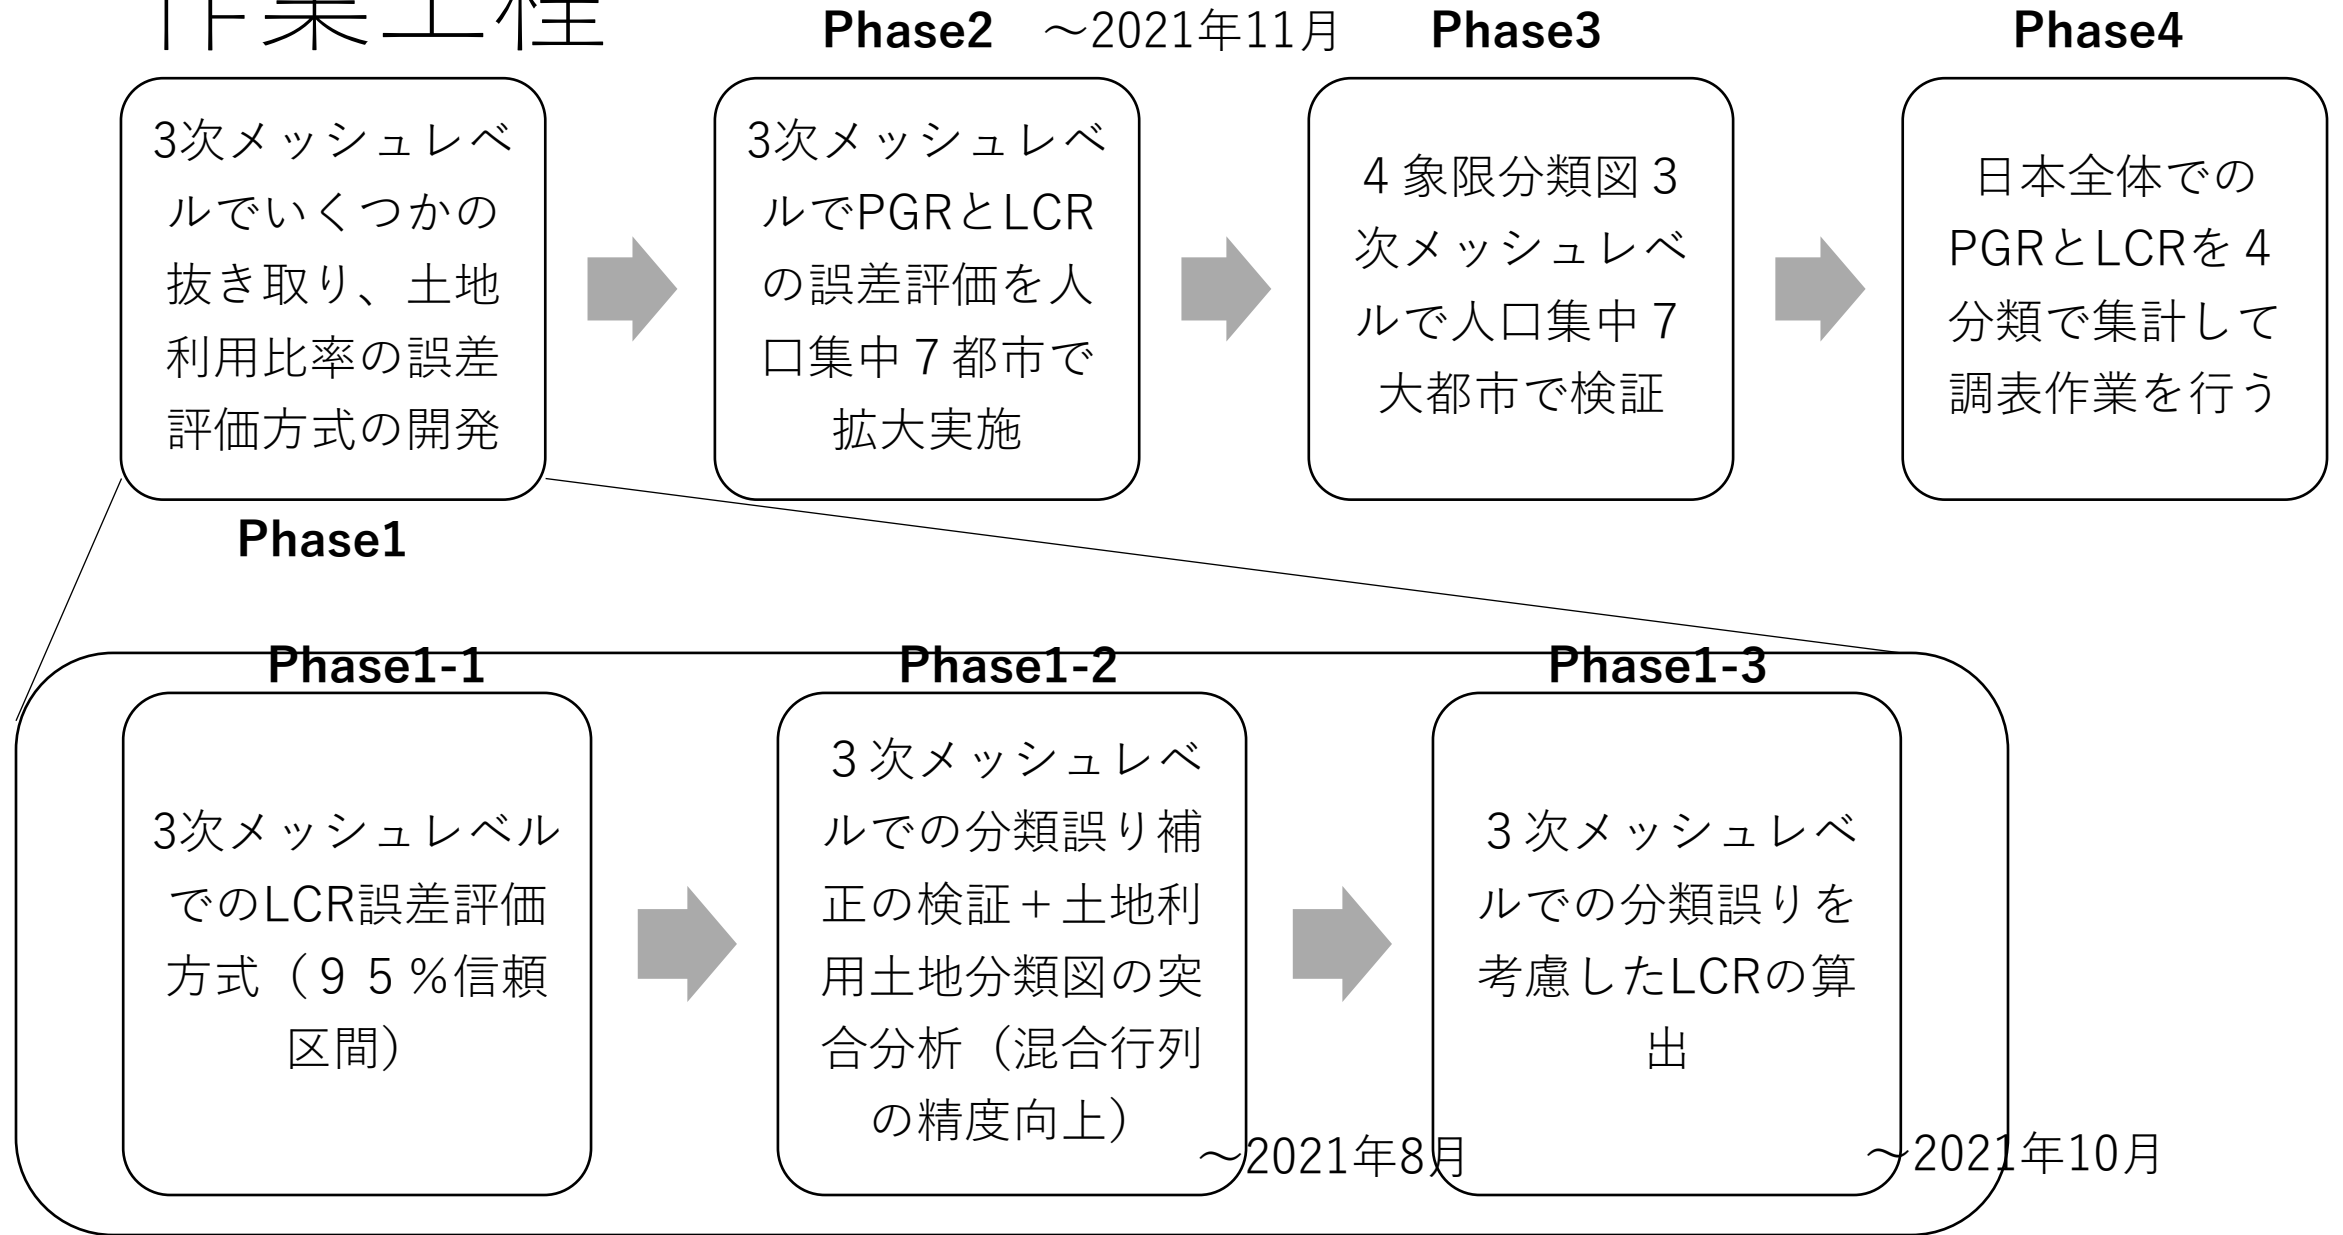 作業工程
Phase2 ～2021年11月 Phase3 Phase4
3次メッシュレベ
ルでいくつかの
抜き取り、土地
利用比率の誤差
評価方式の開発
3次メッシュレベ
ルでPGRとLCR
の誤差評価を人
口集中７都市で
拡大実施
４象限分類図３
次メッシュレベ
ルで人口集中７
大都市で検証
日本全体での
PGRとLCRを４
分類で集計して
調表作業を行う
Phase1
Phase1-1
Phase1-2
Phase1-3
3次メッシュレベル
でのLCR誤差評価
方式（９５％信頼
区間）
３次メッシュレベ
ルでの分類誤り補
正の検証＋土地利
用土地分類図の突
合分析（混合行列
の精度向上）
～2021年8月
３次メッシュレベ
ルでの分類誤りを
考慮したLCRの算
出
～2021年10月